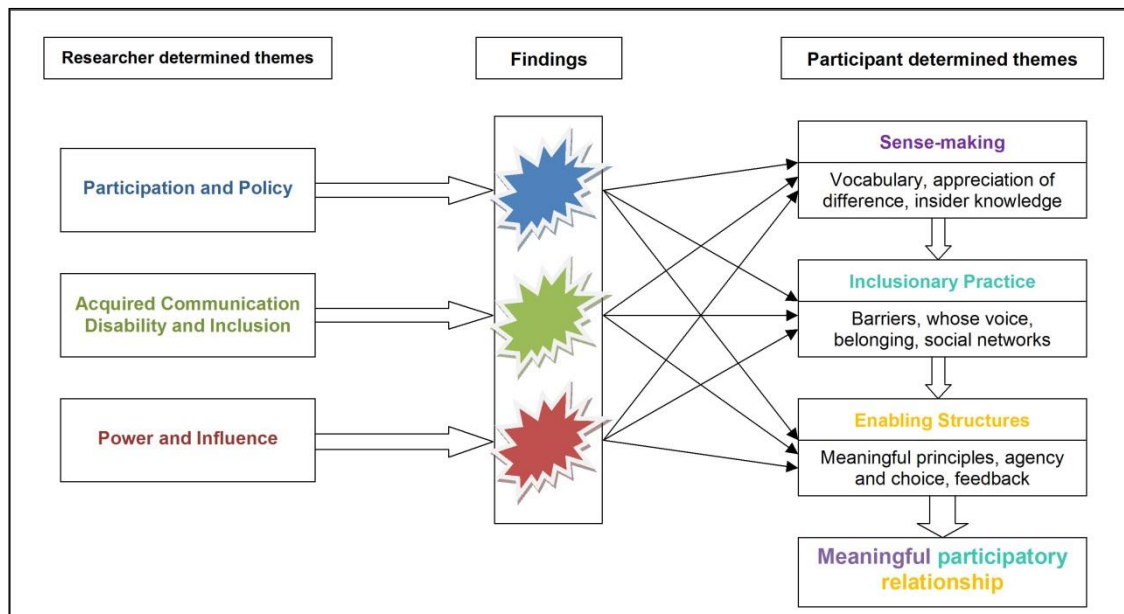 Researcher determined themes
Findings
Participant determined themes
Participation and Policy
Acquired Communication
Disability and Inclusion
Power and Influence
Sense-making
Vocabulary, appreciation of
difference, insider knowledge
Inclusionary Practice
Barriers, whose voice,
belonging, social networks
Enabling Structures
Meaningful principles, agency
and choice, feedback
Meaningful participatory
relationship